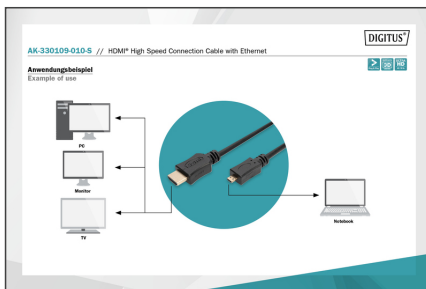 DIGITUS®
AK-330109-010-S // HDMI® High Speed Connection Cable with Ethernet
Anwendungsbeispiel
Example of use
PC
Monitor
TV
Notebook